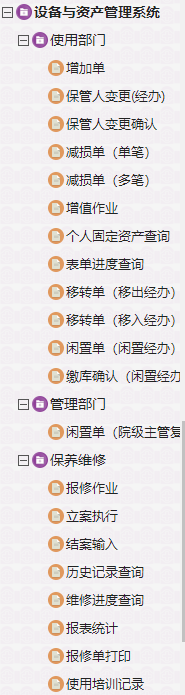 设备与资产管理系统
使用部门
增加单
保管人变更(经办)
保管人变更确认
减损单（单笔）
减损单（多笔）
增值作业
个人固定资产查询
表单进度查询
移转单（移出经办）
移转单（移入经办）
闲置单（闲置经办）
缴库确认（闲置经办
管理部门
闲置单（院级主管复
保养维修
报修作业
立案执行
结案输入
历史记录查询
维修进度查询
报表统计
报修单打印
使用培训记录